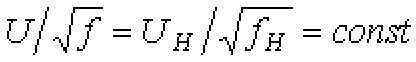 U/√f = U_H/√f_H = const